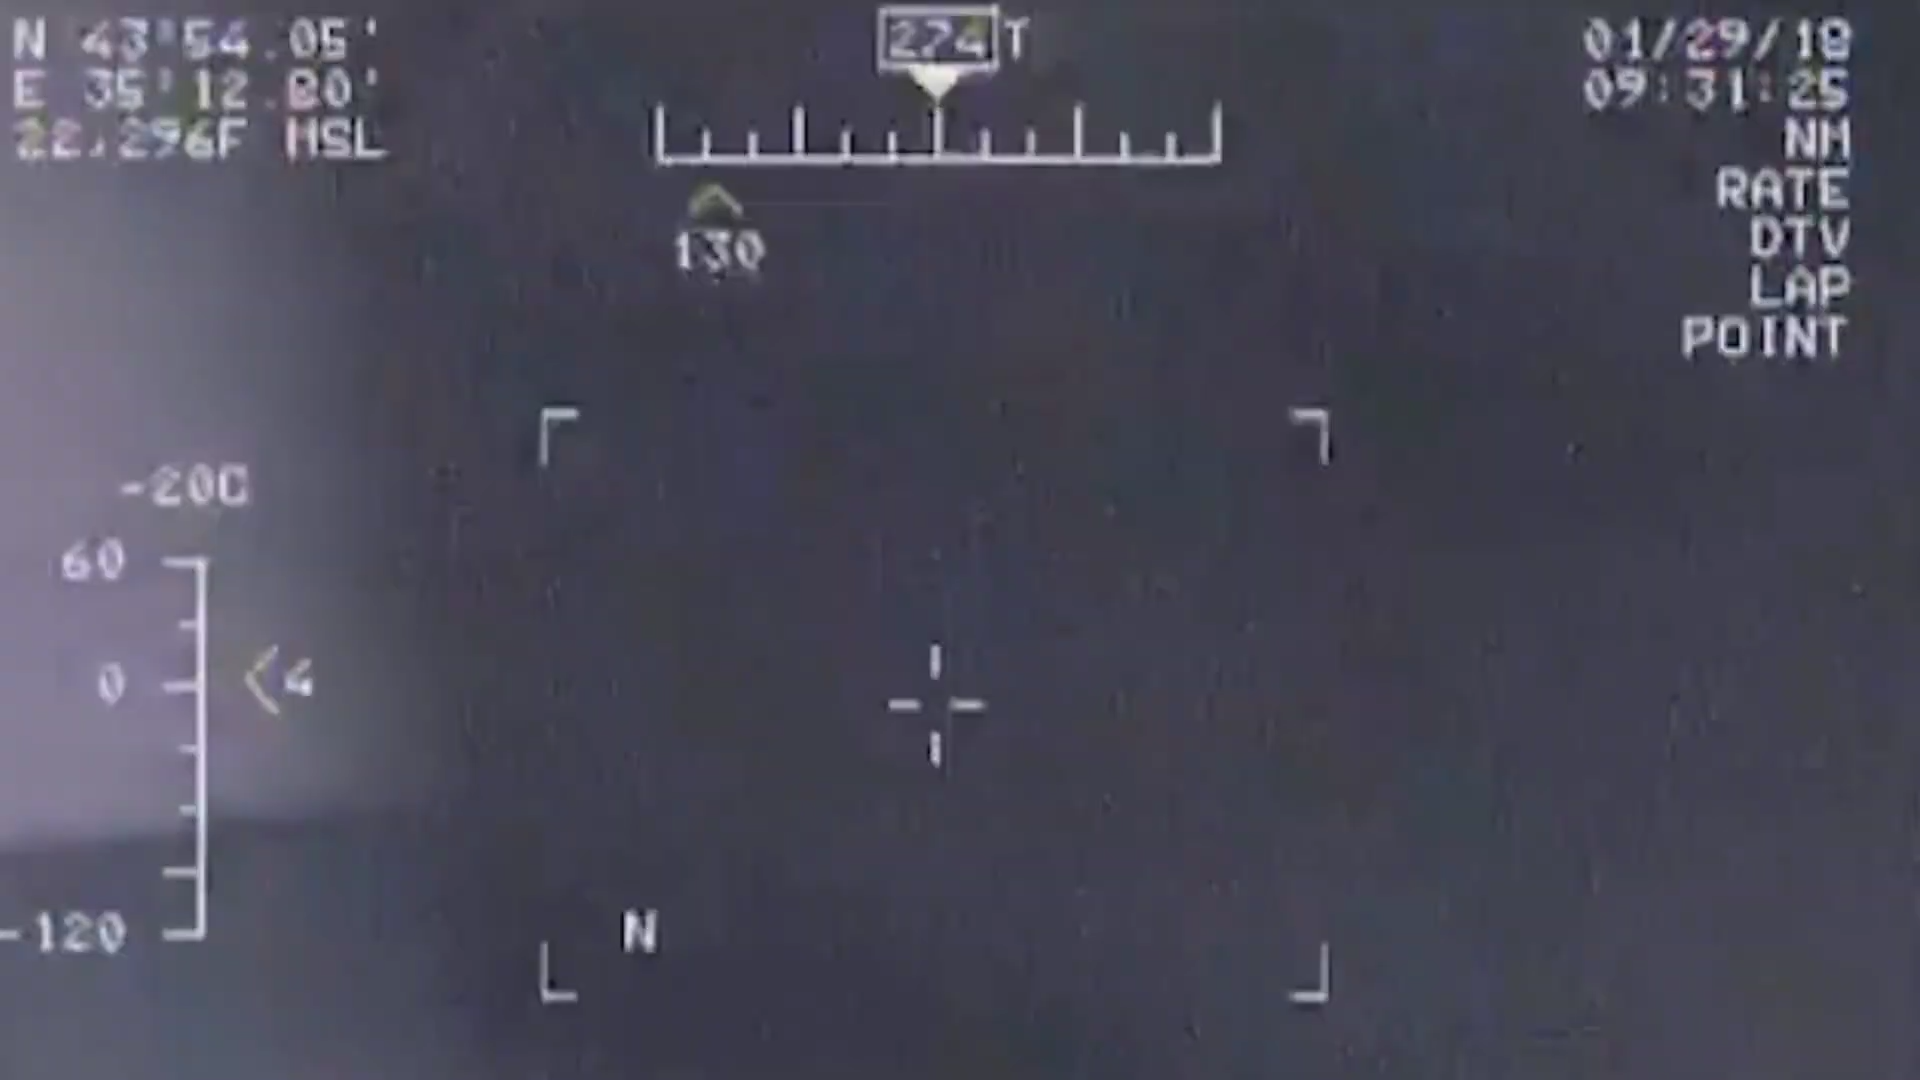 N 43°54.05'
E 35°12.80'
22,296F MSL
274 T
130
01/29/18
09:31:25
NM
RATE
DTV
LAP
POINT
-20C
60
0
<4
-120
N